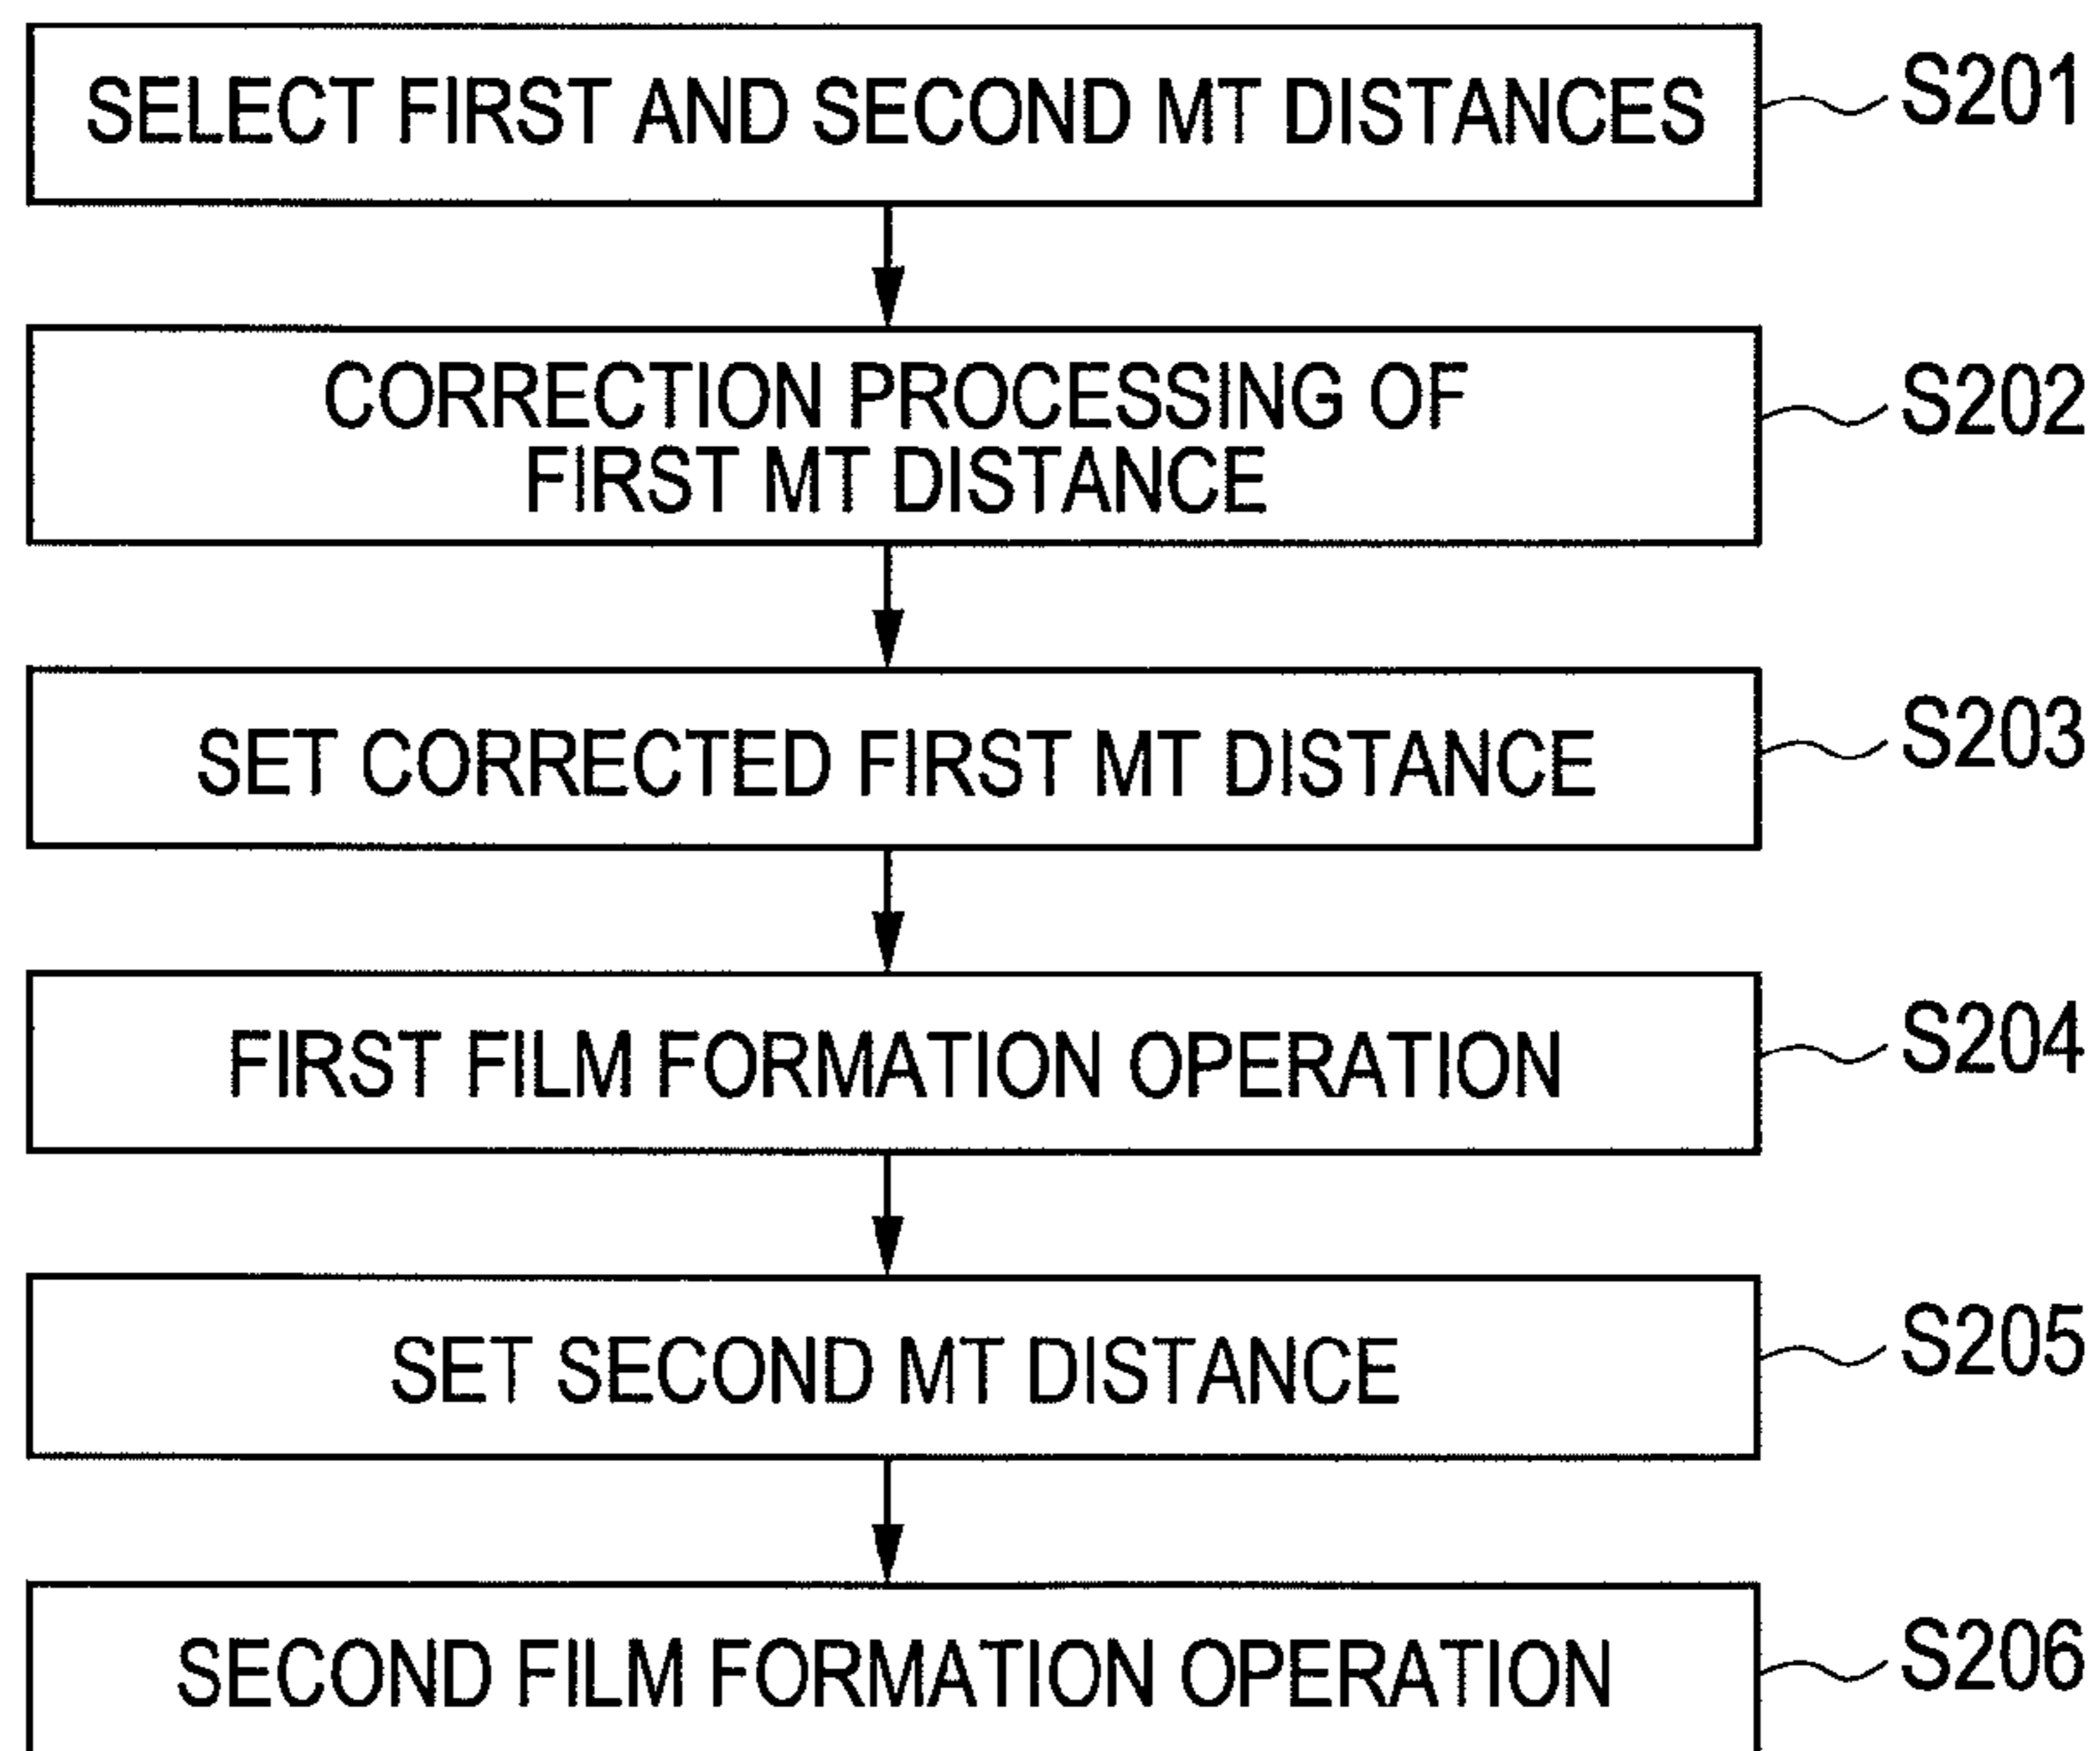 SELECT FIRST AND SECOND MT DISTANCES
S201
CORRECTION PROCESSING OF
FIRST MT DISTANCE
S202
SET CORRECTED FIRST MT DISTANCE
S203
FIRST FILM FORMATION OPERATION
S204
SET SECOND MT DISTANCE
S205
SECOND FILM FORMATION OPERATION
S206